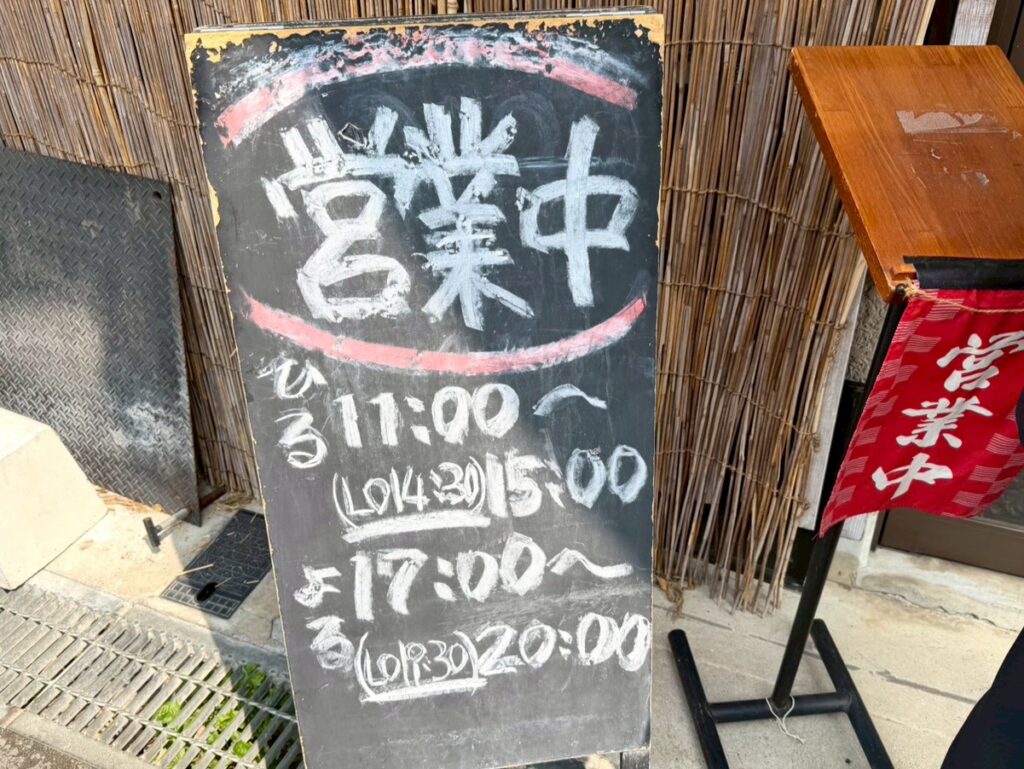 営業中
ひる 11:00〜
(LO14:30) 15:00
よる 17:00〜
(LO19:30) 20:00
営業中